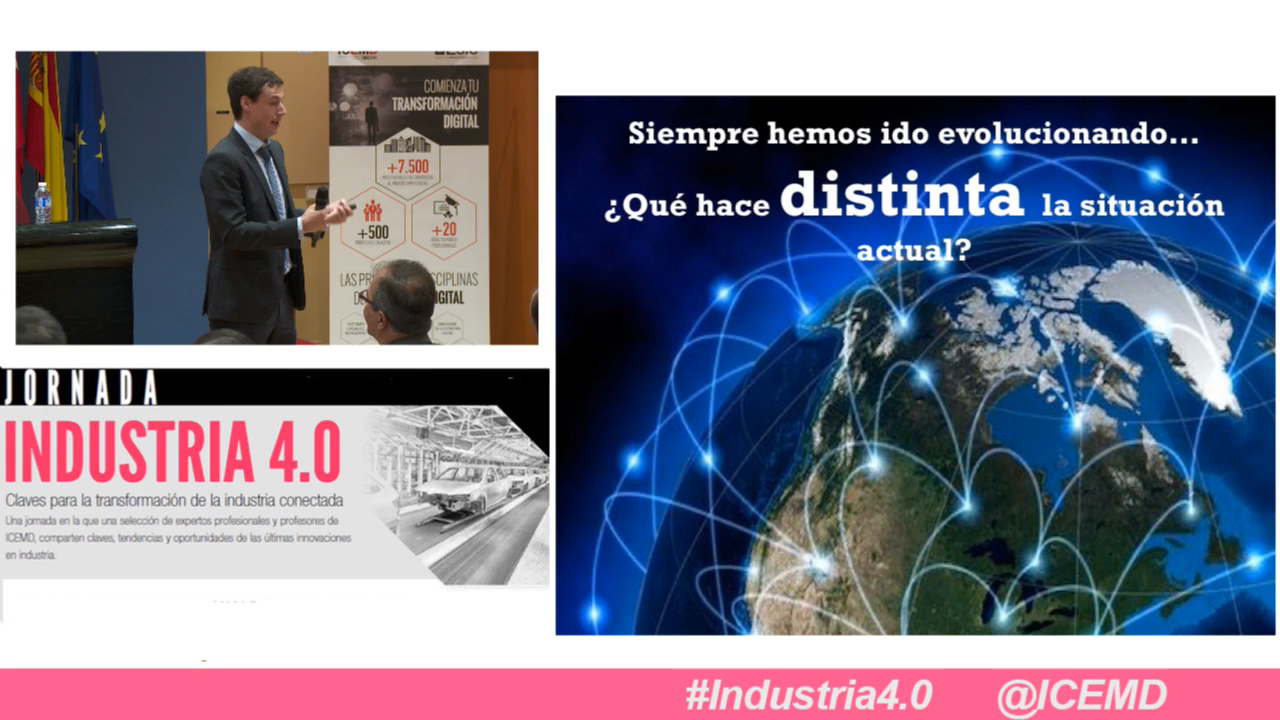 COMIENZA TU
TRANSFORMACIÓN
DIGITAL
+7.500
+500
+20
DIGITAL
JORNADA
INDUSTRIA 4.0
Claves para la transformación de la industria conectada
Una jornada en la que una selección de expertos profesionales y profesores de
ICEMD, comparten claves, tendencias y oportunidades de las últimas innovaciones
en industria.
Siempre hemos ido evolucionando...
¿Qué hace distinta la situación
actual?
#Industria4.0 @ICEMD